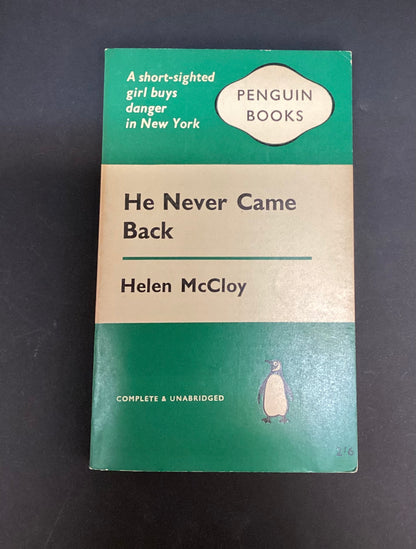 A short-sighted
girl buys
danger
in New York
PENGUIN
BOOKS
He Never Came
Back
Helen McCloy
COMPLETE & UNABRIDGED
2/6